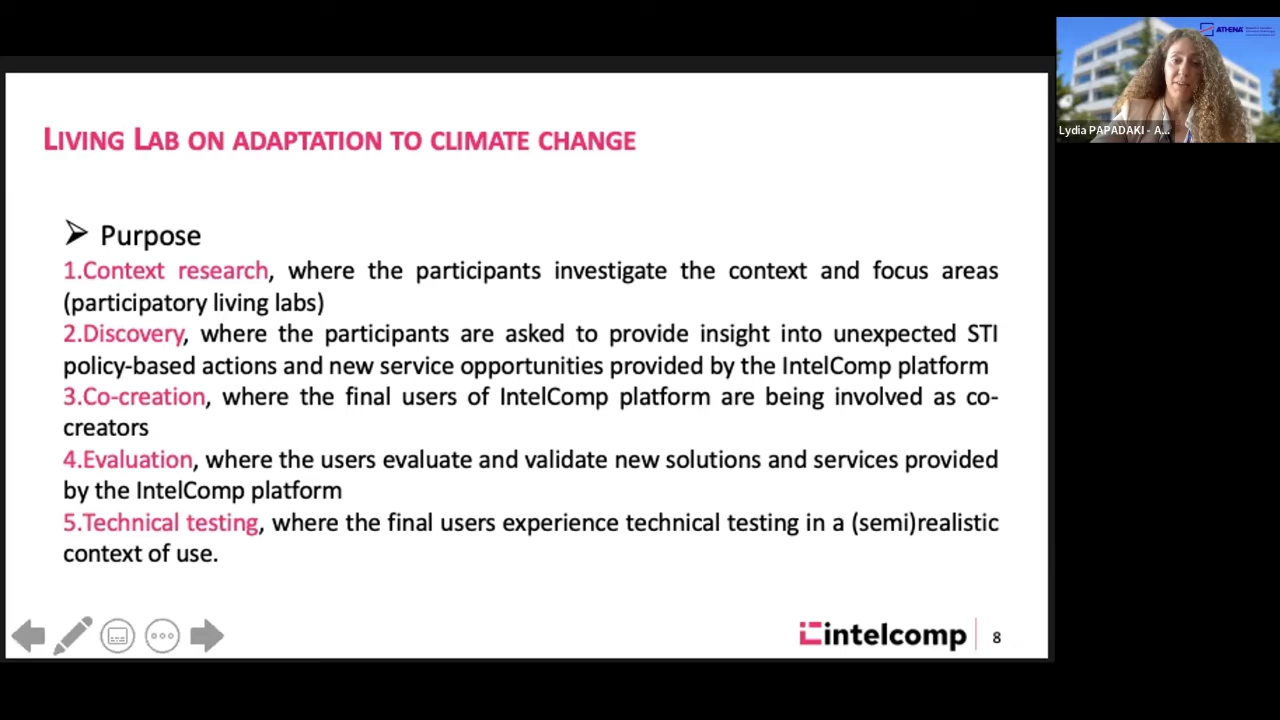 LIVING LAB ON ADAPTATION TO CLIMATE CHANGE
ATHENA
Lydia PAPADAKI - A...
➢ Purpose
1.Context research, where the participants investigate the context and focus areas
(participatory living labs)
2.Discovery, where the participants are asked to provide insight into unexpected STI
policy-based actions and new service opportunities provided by the IntelComp platform
3.Co-creation, where the final users of IntelComp platform are being involved as co-
creators
4.Evaluation, where the users evaluate and validate new solutions and services provided
by the IntelComp platform
5.Technical testing, where the final users experience technical testing in a (semi)realistic
context of use.
intelcomp
8